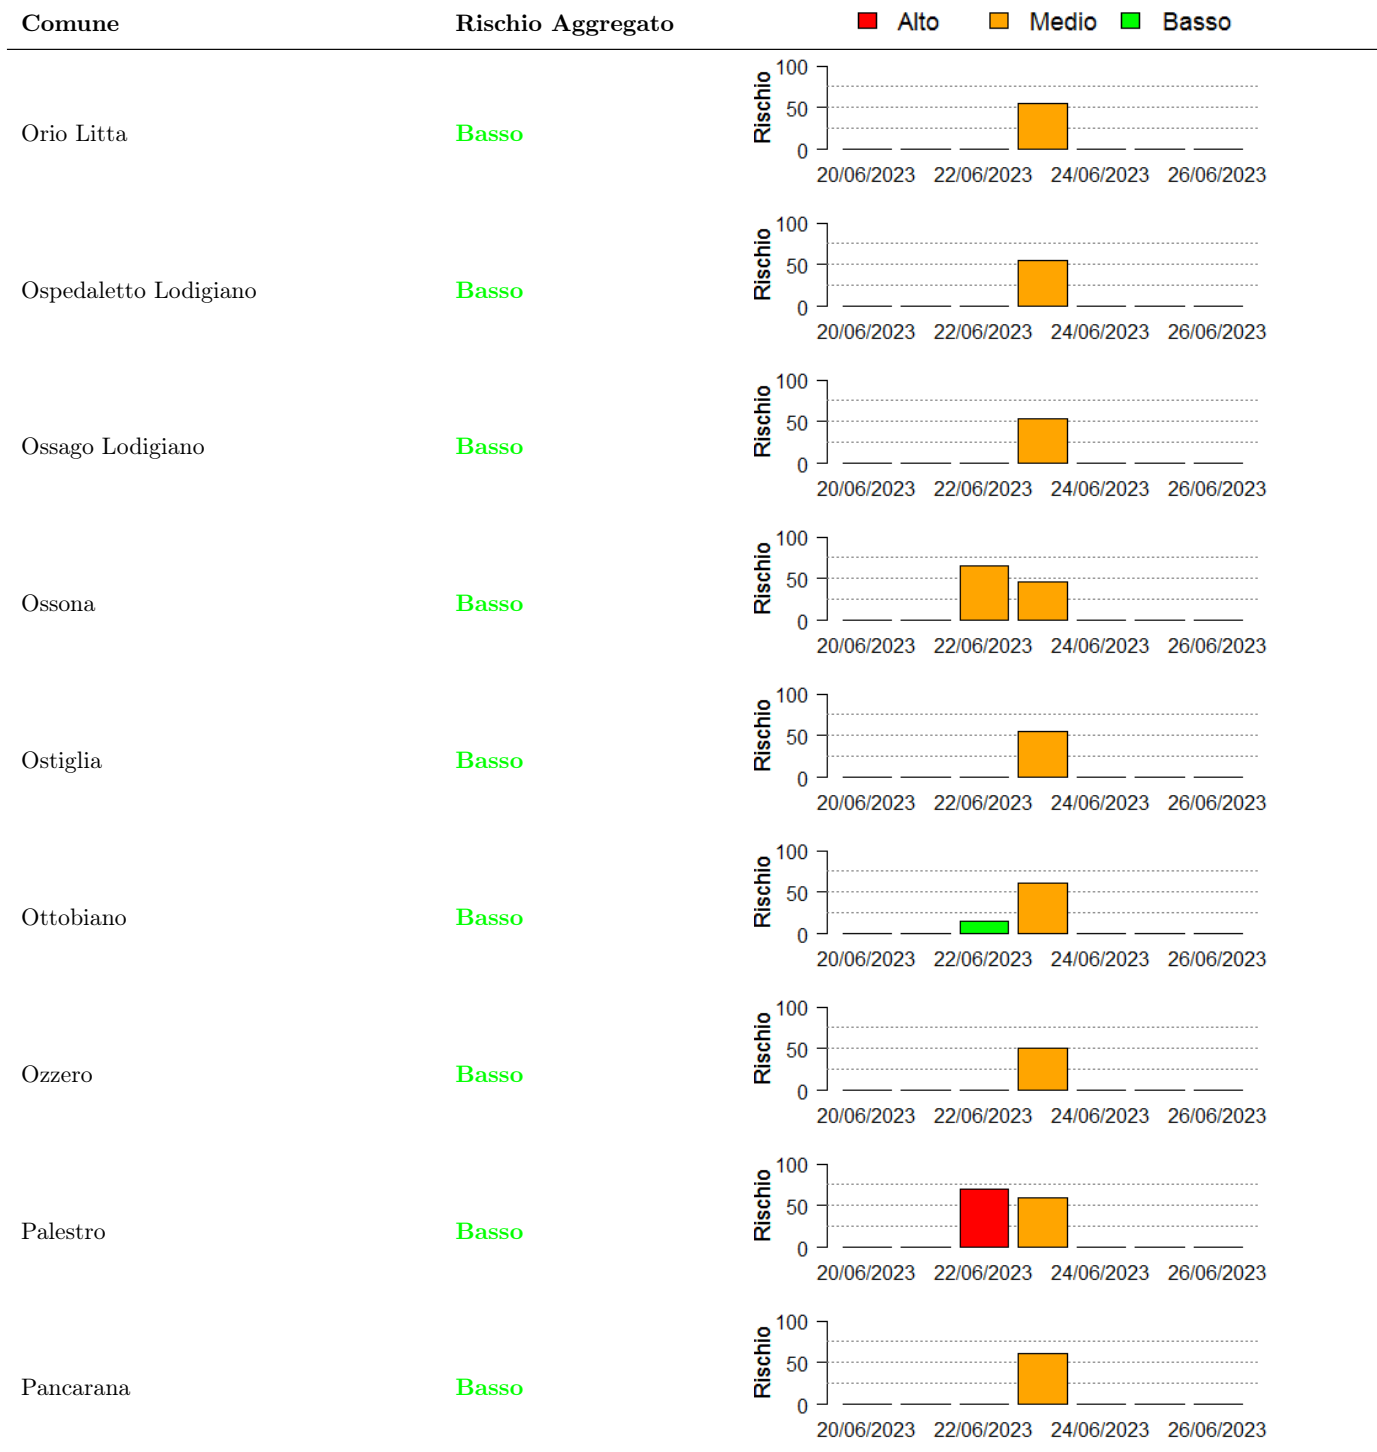 Comune Rischio Aggregato Alto Medio Basso
100
50
0
Rischio
Orio Litta Basso
20/06/2023 22/06/2023 24/06/2023 26/06/2023
100
50
0
Rischio
Ospedaletto Lodigiano Basso
20/06/2023 22/06/2023 24/06/2023 26/06/2023
100
50
0
Rischio
Ossago Lodigiano Basso
20/06/2023 22/06/2023 24/06/2023 26/06/2023
100
50
0
Rischio
Ossona Basso
20/06/2023 22/06/2023 24/06/2023 26/06/2023
100
50
0
Rischio
Ostiglia Basso
20/06/2023 22/06/2023 24/06/2023 26/06/2023
100
50
0
Rischio
Ottobiano Basso
20/06/2023 22/06/2023 24/06/2023 26/06/2023
100
50
0
Rischio
Ozzero Basso
20/06/2023 22/06/2023 24/06/2023 26/06/2023
100
50
0
Rischio
Palestro Basso
20/06/2023 22/06/2023 24/06/2023 26/06/2023
100
50
0
Rischio
Pancarana Basso
20/06/2023 22/06/2023 24/06/2023 26/06/2023